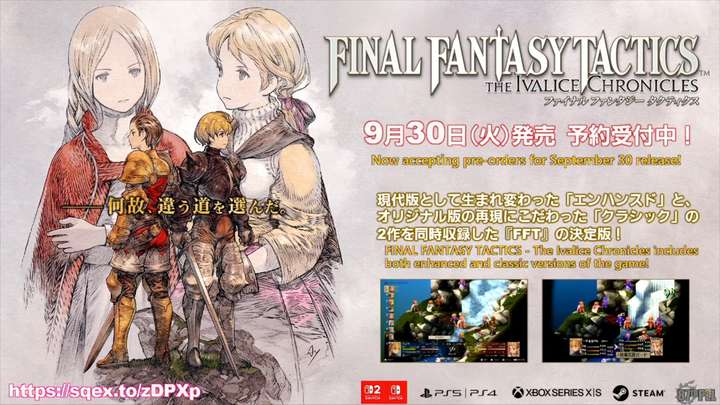 FINAL FANTASY TACTICS
THE IVALICE CHRONICLES™
ファイナルファンタジー タクティクス
9月30日(火)発売 予約受付中！
Now accepting pre-orders for September 30 release!
――何故、違う道を選んだ。
現代版として生まれ変わった「エンハンスド」と、
オリジナル版の再現にこだわった「クラシック」の
2作を同時収録した『FFT』の決定版！
FINAL FANTASY TACTICS - The Ivalice Chronicles includes
both enhanced and classic versions of the game!
https://sqex.to/zDPXp
2
SWITCH
SWITCH
PS5 | PS4
XBOX SERIES X|S
STEAM